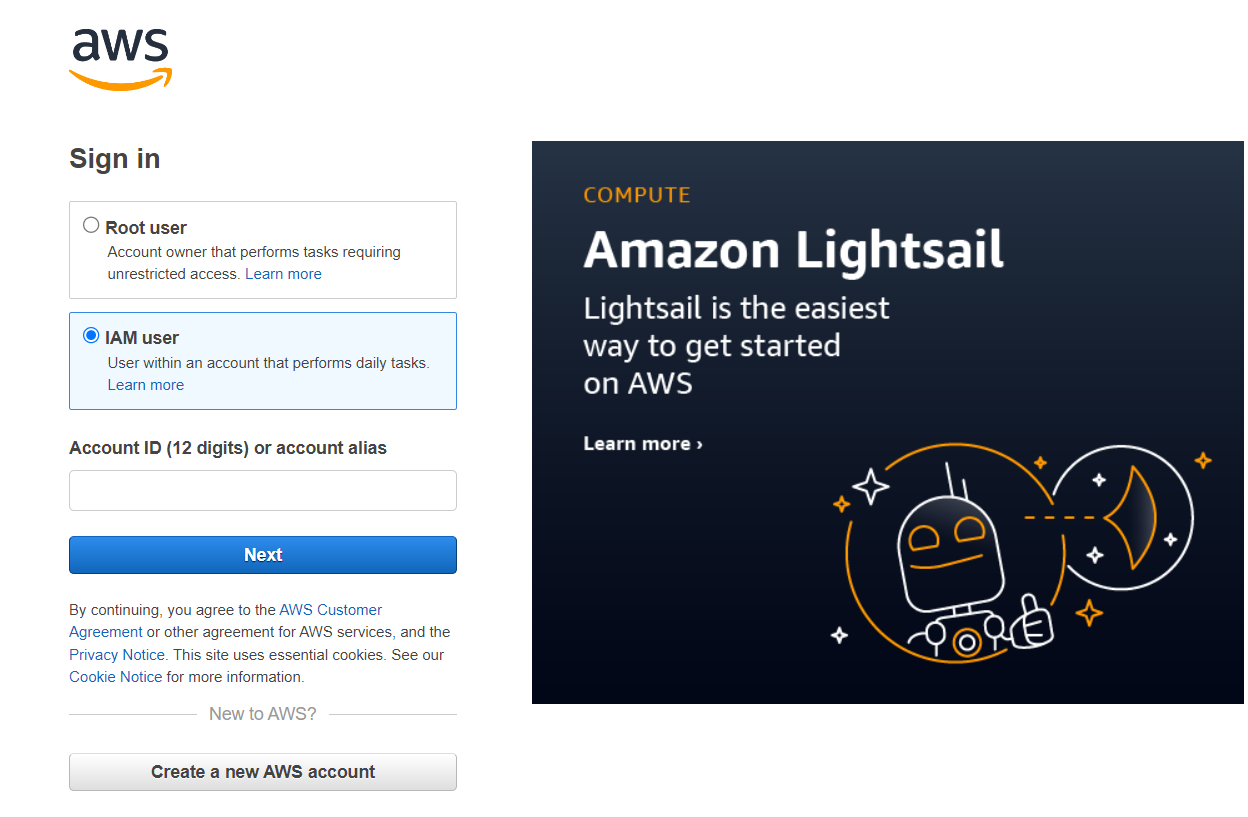 aws
Sign in
Root user
Account owner that performs tasks requiring
unrestricted access. Learn more
IAM user
User within an account that performs daily tasks.
Learn more
Account ID (12 digits) or account alias
Next
By continuing, you agree to the AWS Customer
Agreement or other agreement for AWS services, and the
Privacy Notice. This site uses essential cookies. See our
Cookie Notice for more information.
New to AWS?
Create a new AWS account
COMPUTE
Amazon Lightsail
Lightsail is the easiest
way to get started
on AWS
Learn more ›